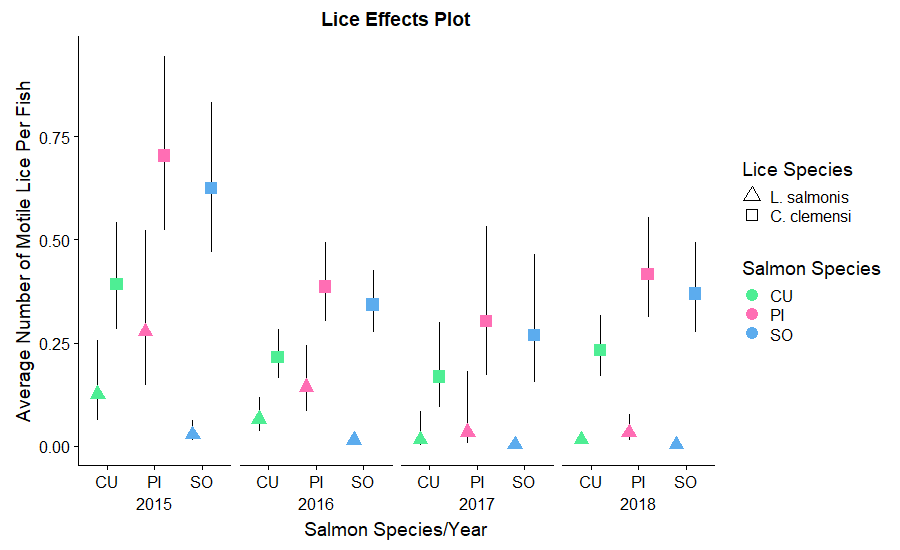 Lice Effects Plot
Average Number of Motile Lice Per Fish
0.75
0.50
0.25
0.00
CU PI SO CU PI SO CU PI SO CU PI SO
2015 2016 2017 2018
Salmon Species/Year
Lice Species
L. salmonis
C. clemensi
Salmon Species
CU
PI
SO